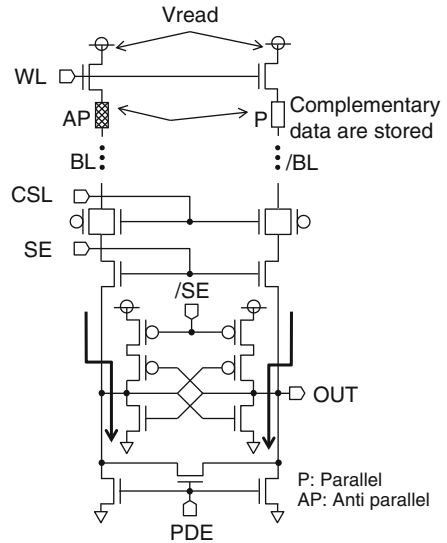 Vread
WL
AP
P
Complementary
data are stored
BL
/BL
CSL
SE
/SE
OUT
P: Parallel
AP: Anti parallel
PDE